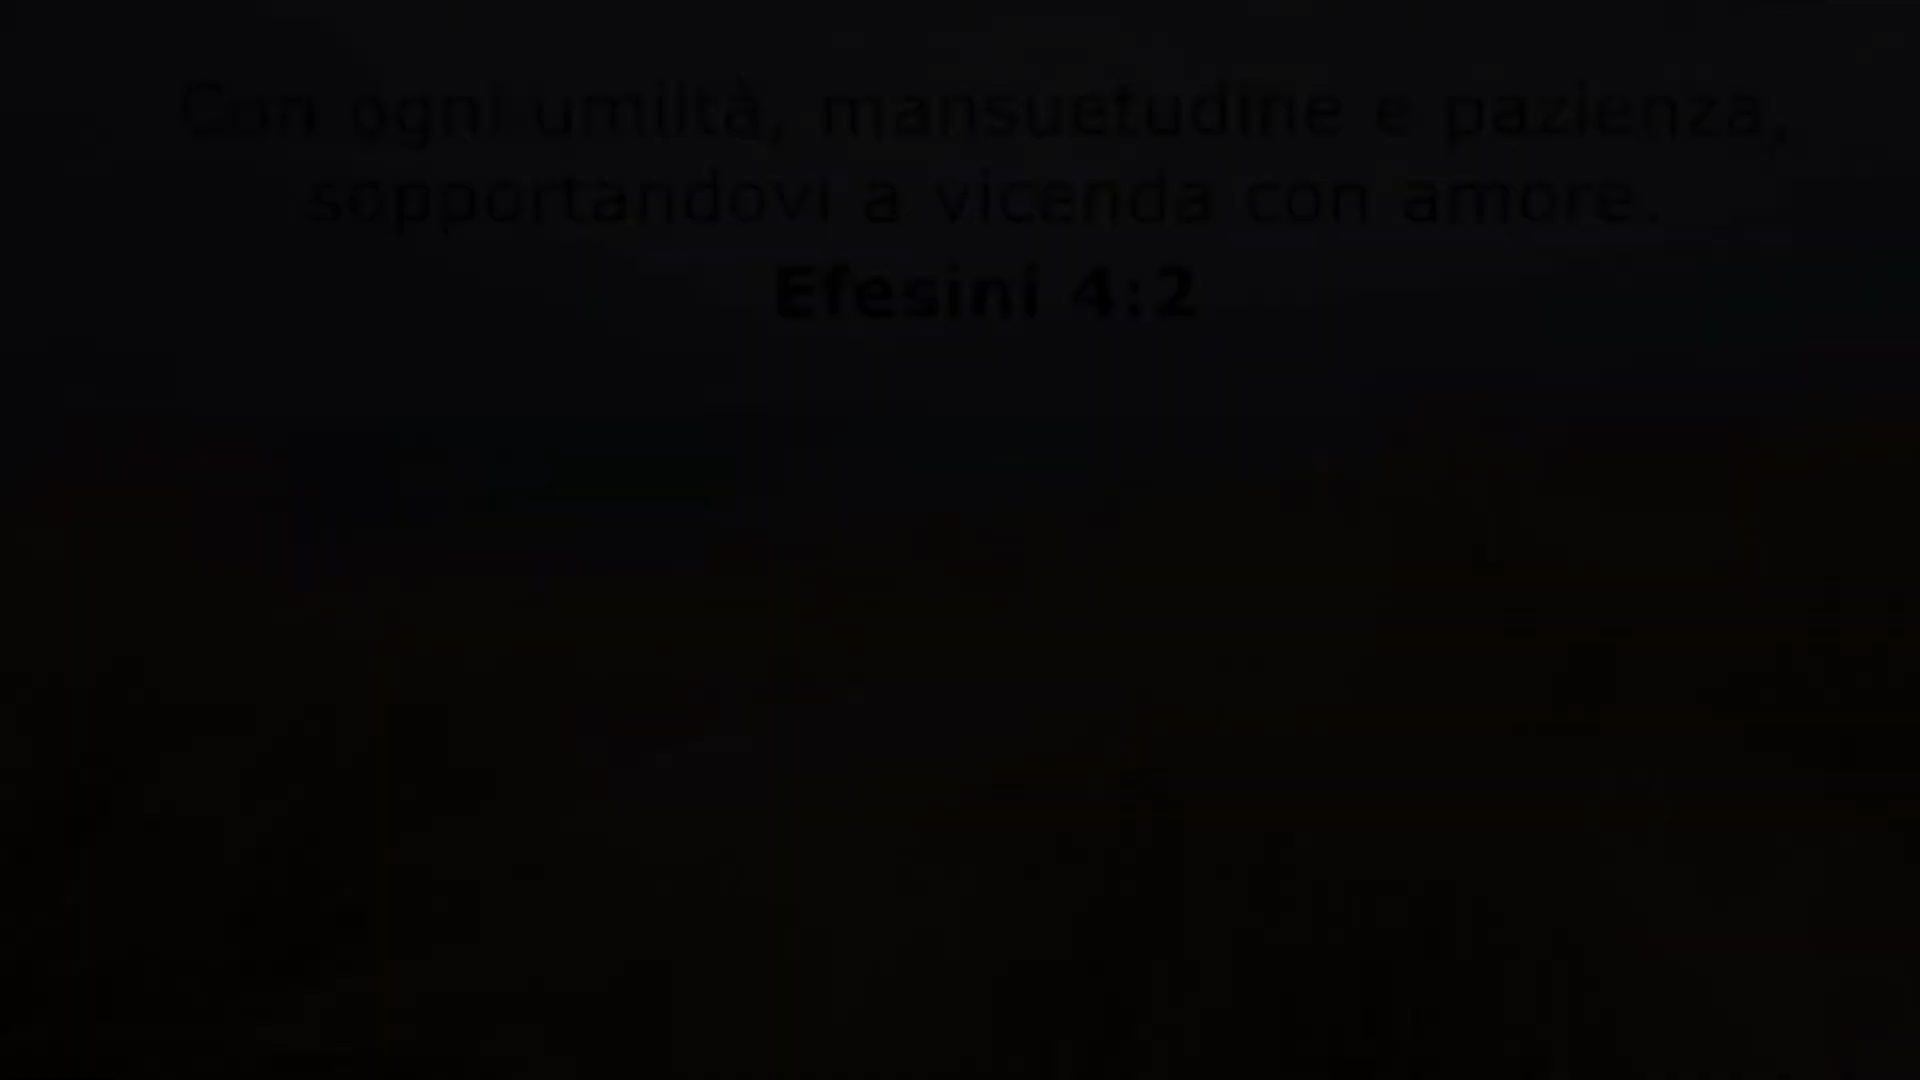 Con ogni umiltà, mansuetudine e pazienza,
sopportandovi a vicenda con amore.
Efesini 4:2